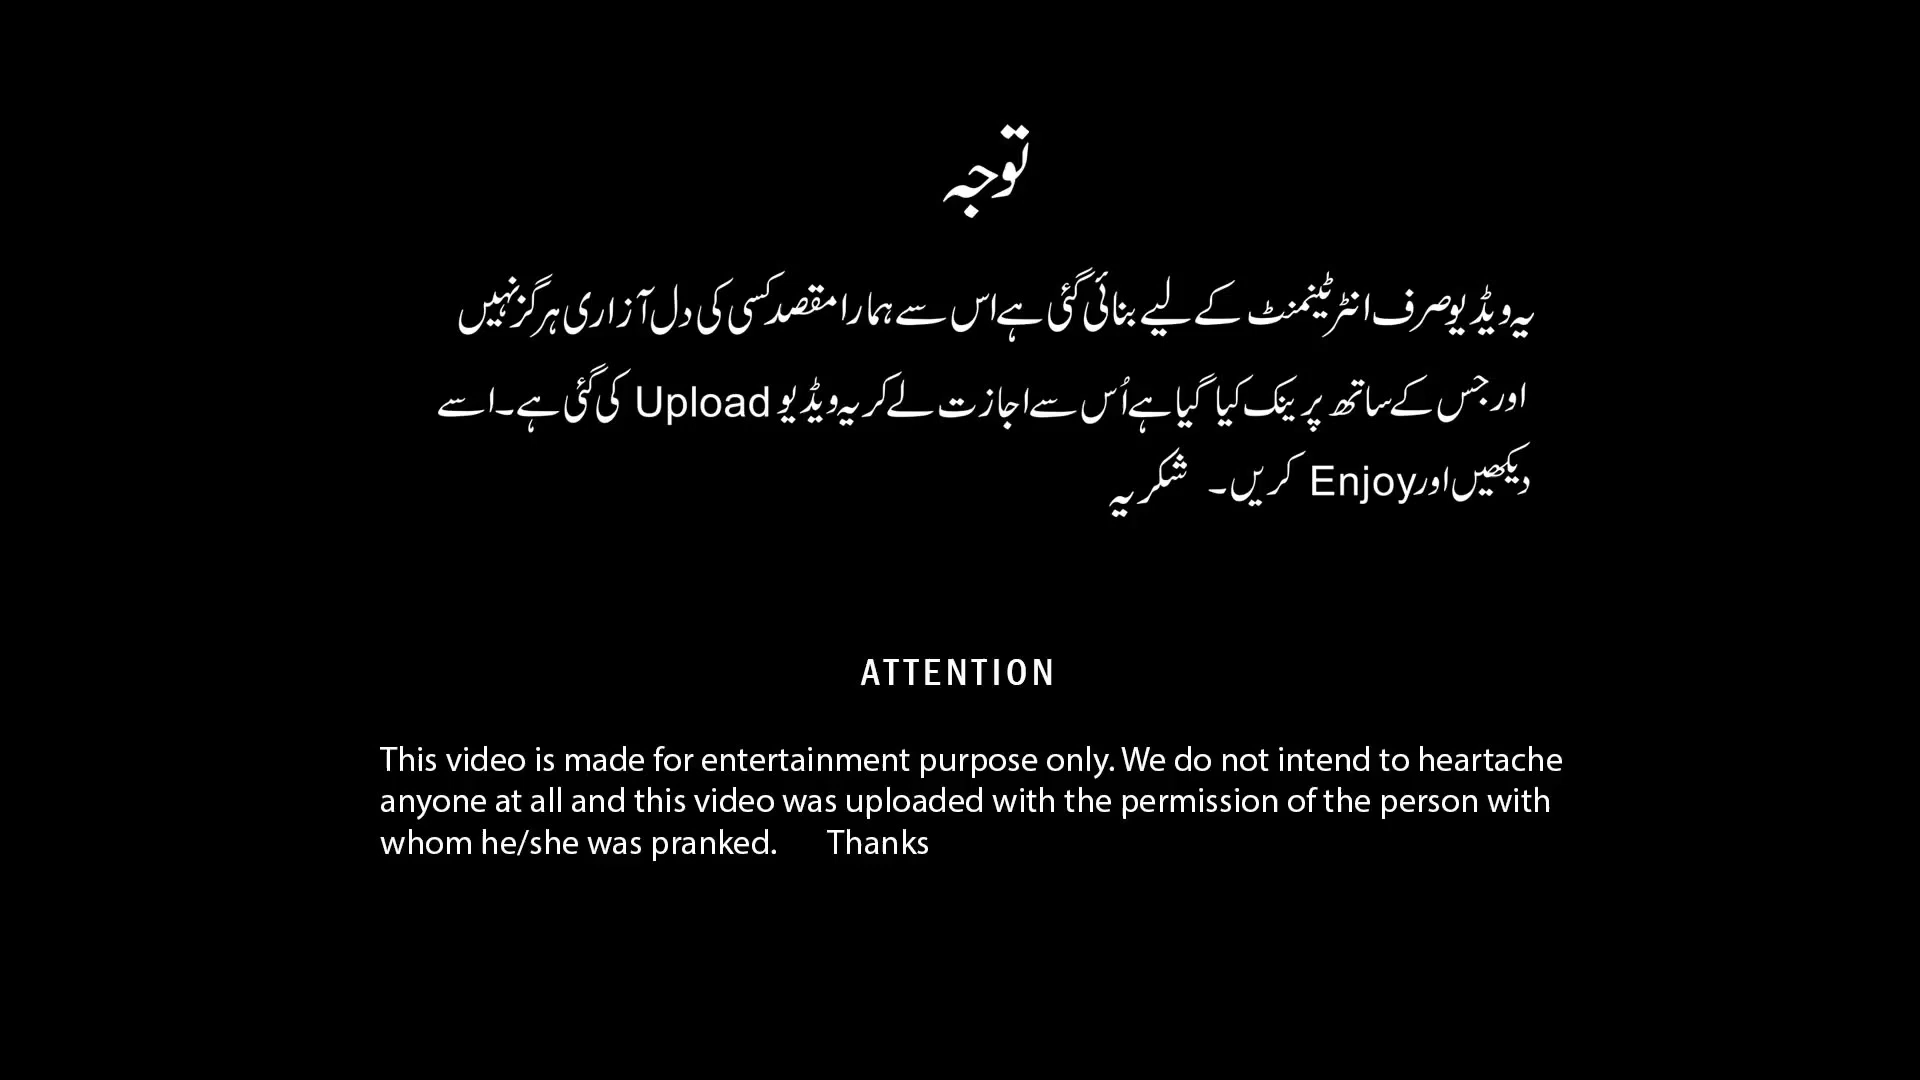 توجہ
یہ ویڈیو صرف انٹرٹینمنٹ کے لیے بنائی گئی ہے اس سے ہمارا مقصد کسی کی دل آزاری ہرگز نہیں
اور جس کے ساتھ پرینک کیا گیا ہے اُس سے اجازت لے کر یہ ویڈیو Upload کی گئی ہے۔ اسے
دیکھیں اور Enjoy کریں۔ شکریہ
ATTENTION
This video is made for entertainment purpose only. We do not intend to heartache
anyone at all and this video was uploaded with the permission of the person with
whom he/she was pranked. Thanks